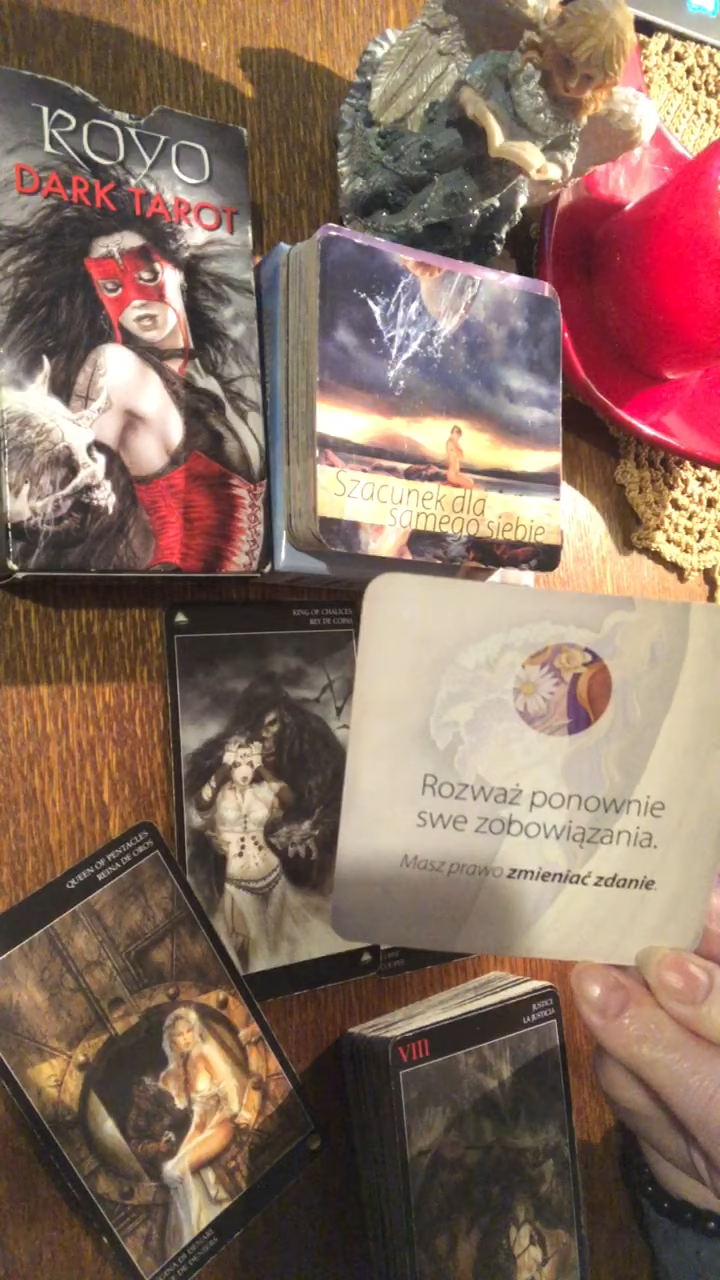 ROYO
DARK TAROT
Szacunek dla
samego siebie
KING OF CHALICES
REY DE COPAS
Rozważ ponownie
swe zobowiązania.
Masz prawo zmieniać zdanie.
QUEEN OF PENTACLES
REINA DE OROS
VIII
JUSTICE
LA JUSTICIA